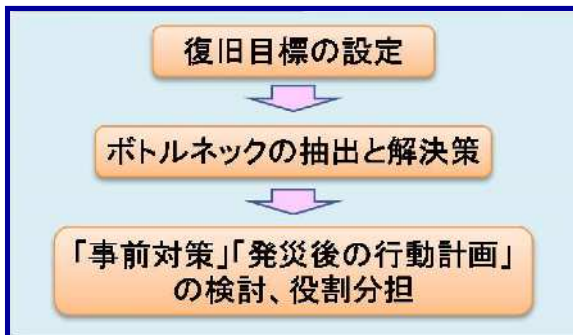 復旧目標の設定
ボトルネックの抽出と解決策
「事前対策」「発災後の行動計画」
の検討、役割分担